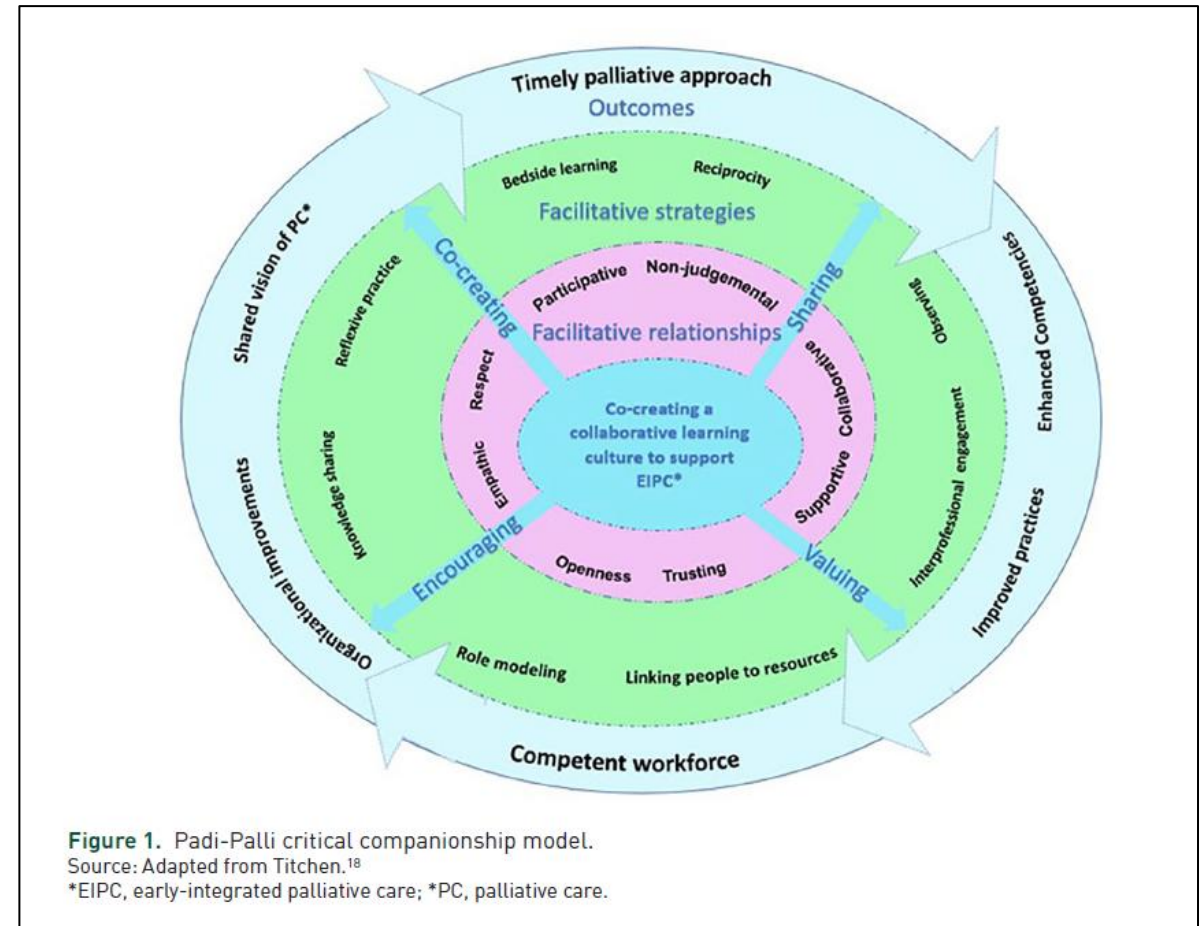 Timely palliative approach
Outcomes
Shared vision of PC*
Enhanced Competencies
Improved practices
Competent workforce
Organizational improvements
Bedside learning
Reciprocity
Facilitative strategies
Reflexive practice
Observing
Knowledge sharing
Interprofessional engagement
Role modeling
Linking people to resources
Co-creating
Sharing
Encouraging
Valuing
Participative
Non-judgemental
Facilitative relationships
Respect
Collaborative
Empathic
Supportive
Openness
Trusting
Co-creating a
collaborative learning
culture to support
EIPC*
Figure 1. Padi-Palli critical companionship model.
Source: Adapted from Titchen.18
*EIPC, early-integrated palliative care; *PC, palliative care.